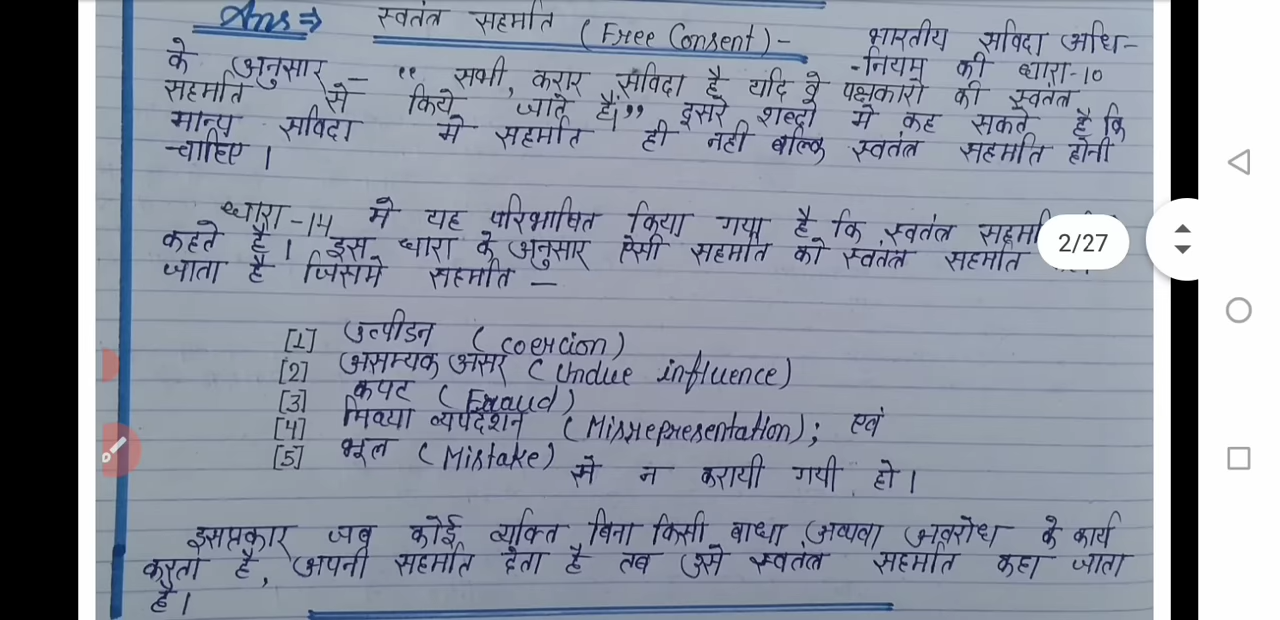 Ans ⇒ स्वतंत्र सहमति (Free Consent) - भारतीय संविदा अधि-
-नियम की धारा-10
के अनुसार - "सभी, करार संविदा है यदि वे पक्षकारो की स्वतंत्र
सहमति से किये जाते हैं।" दुसरे शब्दो मे कह सकते है कि
मान्य संविदा मे सहमति ही नही बल्कि स्वतंत्र सहमति होनी
चाहिए।
धारा-14 मे यह परिभाषित किया गया है कि स्वतंत्र
कहते है। इस धारा के अनुसार ऐसी सहमति को स्वतंत्र सहमति
जाता है जिसमे सहमति -
[1] उत्पीडन (coercion)
[2] असम्यक असर (Undue influence)
[3] कपट (Fraud)
[4] मिथ्या व्यपदेशन (Misrepresentation); एवं
[5] भूल (Mistake)
से न करायी गयी हो।
इसप्रकार जब कोई व्यक्ति बिना किसी बाधा अथवा अवरोध के कार्य
करता है, अपनी सहमति देता है तब उसे स्वतंत्र सहमति कहा जाता
है।
2/27